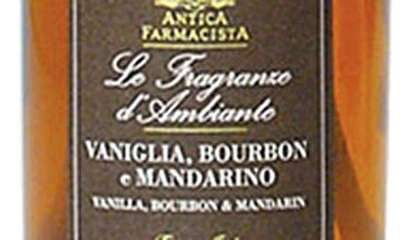 ANTICA
FARMACISTA
Le Fragranze
d'Ambiante
VANIGLIA, BOURBON
e MANDARINO
VANILLA, BOURBON & MANDARIN